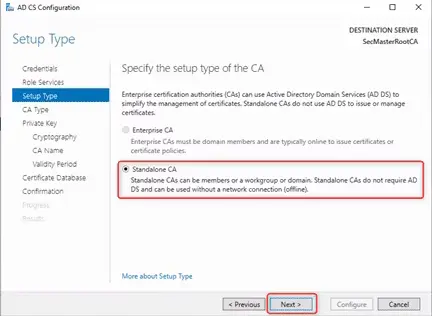 AD CS Configuration
Setup Type
DESTINATION SERVER
SecMasterRootCA
Credentials
Role Services
Setup Type
CA Type
Private Key
Cryptography
CA Name
Validity Period
Certificate Database
Confirmation
Progress
Results
Specify the setup type of the CA
Enterprise certification authorities (CAs) can use Active Directory Domain Services (AD DS) to
simplify the management of certificates. Standalone CAs do not use AD DS to issue or manage
certificates.
Enterprise CA
Enterprise CAs must be domain members and are typically online to issue certificates or
certificate policies.
Standalone CA
Standalone CAs can be members or a workgroup or domain. Standalone CAs do not require AD
DS and can be used without a network connection (offline).
More about Setup Type
< Previous
Next >
Configure
Cancel